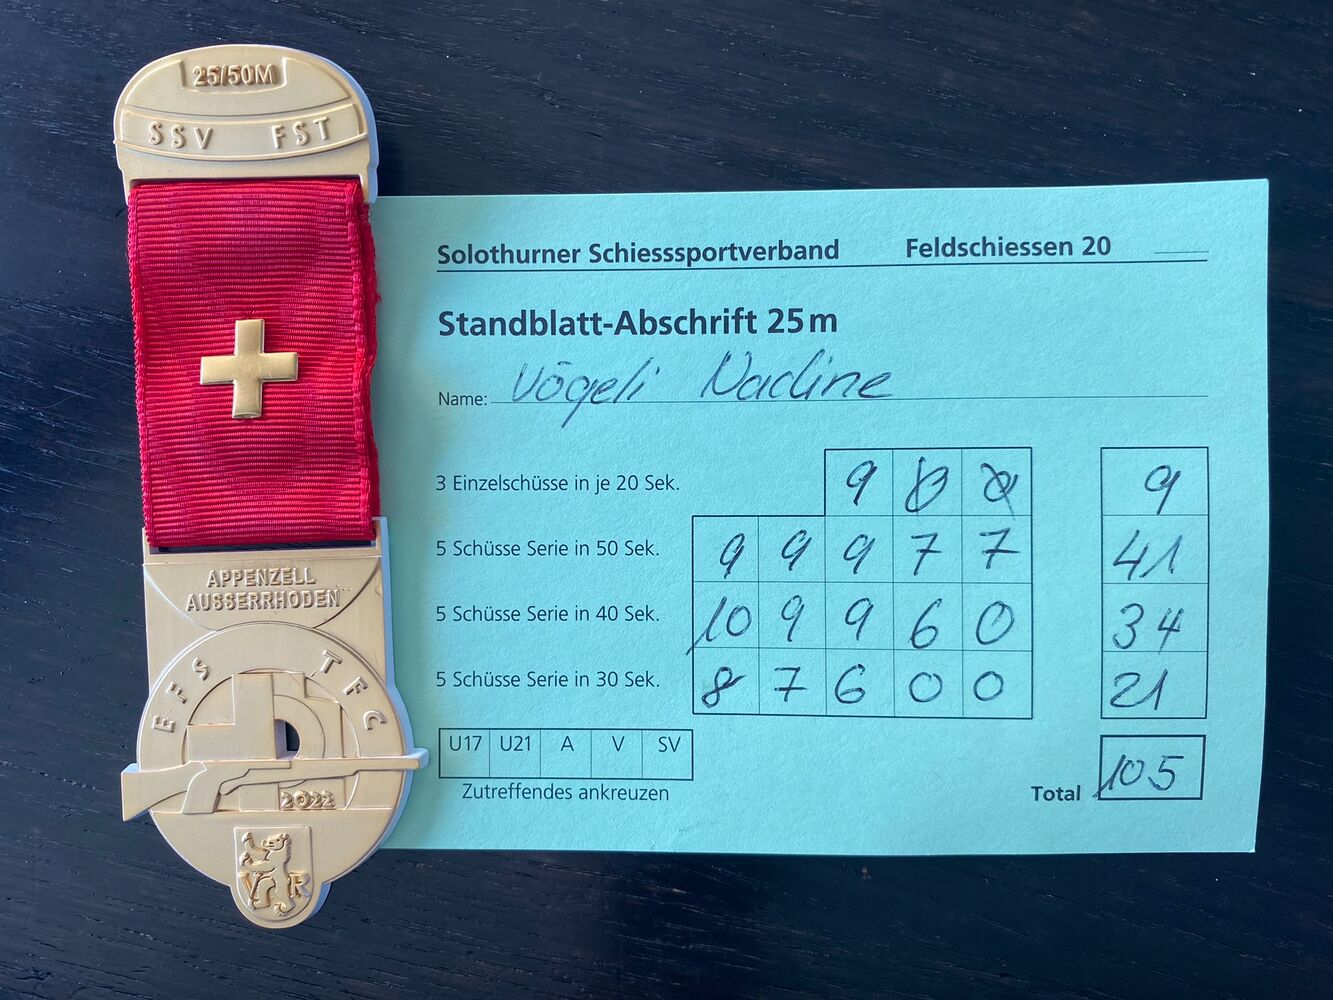 25/50M
SSV FST
APPENZELL
AUSSERRHODEN
EFS TFC
2022
VR
Solothurner Schiesssportverband Feldschiessen 20
Standblatt-Abschrift 25m
Name: Vögeli Nadine
3 Einzelschüsse in je 20 Sek. 9 0 0 9
5 Schüsse Serie in 50 Sek. 9 9 9 7 7 41
5 Schüsse Serie in 40 Sek. 10 9 9 6 0 34
5 Schüsse Serie in 30 Sek. 8 7 6 0 0 21
U17 U21 A V SV
Zutreffendes ankreuzen
Total 105